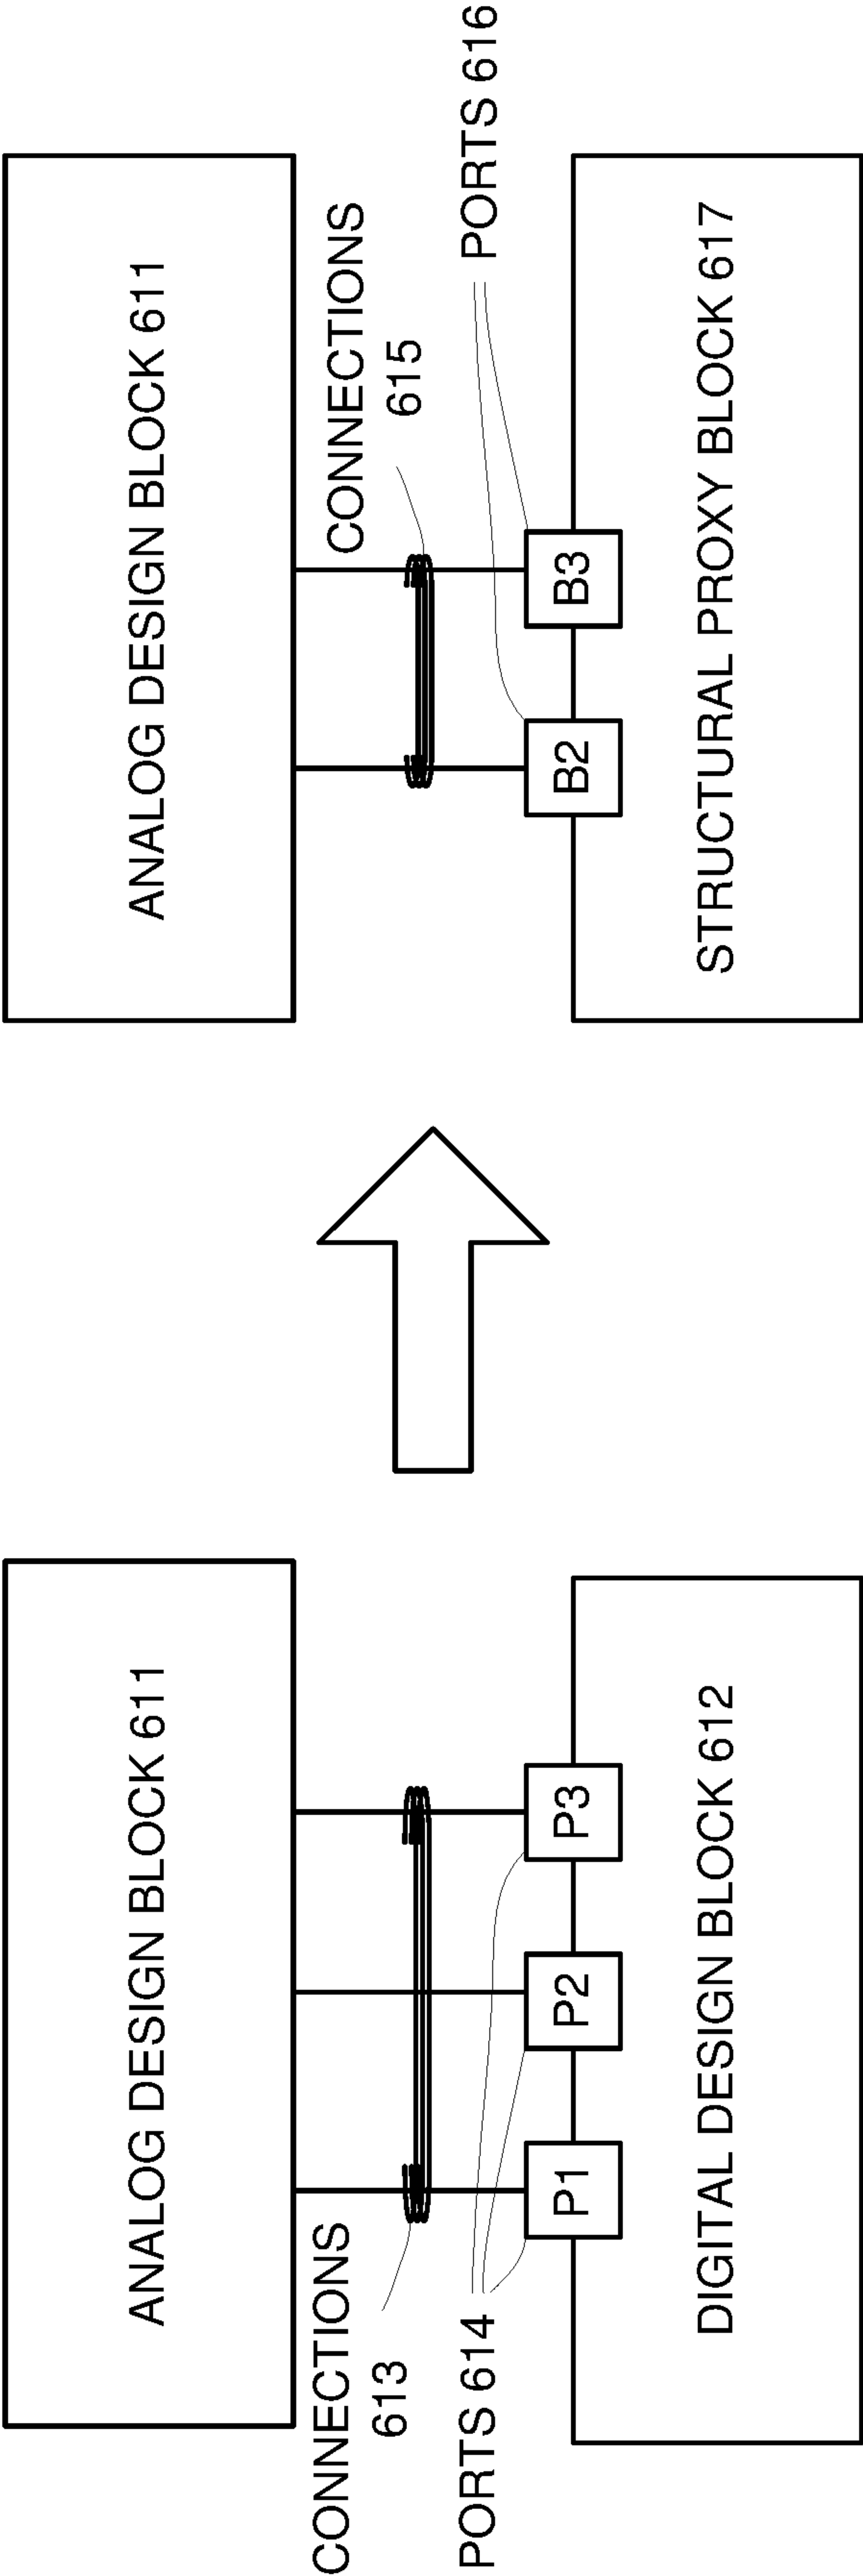 ANALOG DESIGN BLOCK 611
CONNECTIONS
613
PORTS 614
P1
P2
P3
DIGITAL DESIGN BLOCK 612
ANALOG DESIGN BLOCK 611
CONNECTIONS
615
PORTS 616
B2
B3
STRUCTURAL PROXY BLOCK 617